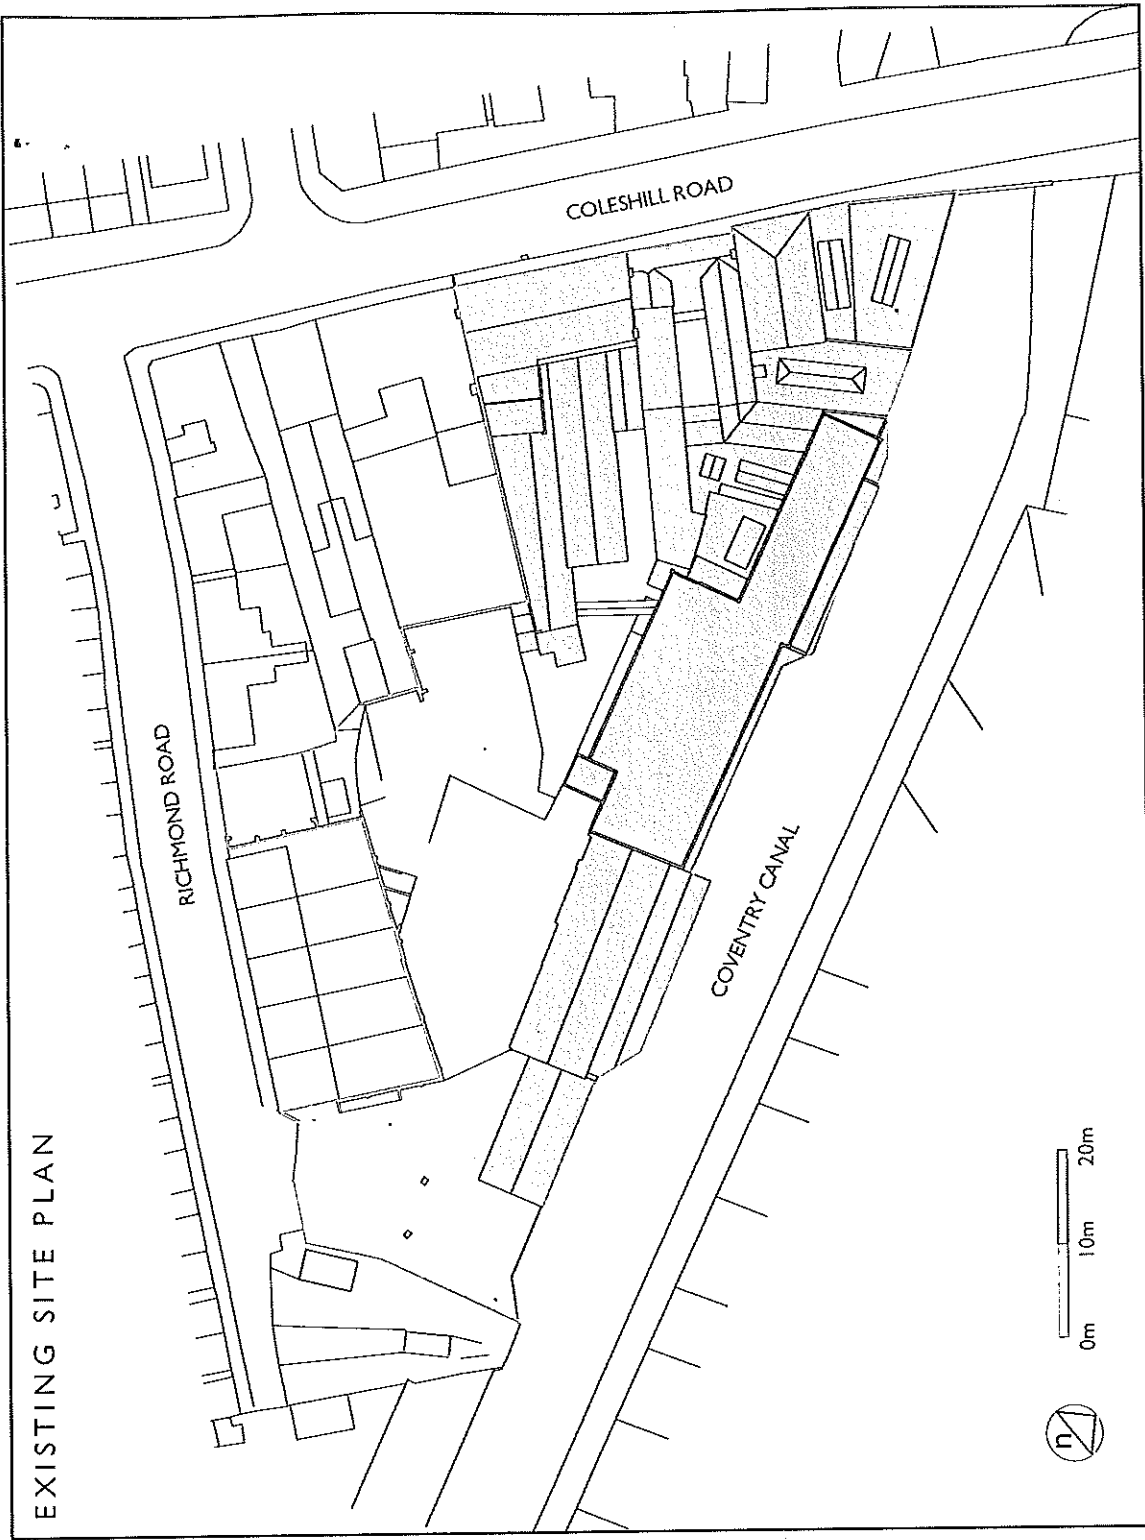 EXISTING SITE PLAN
COLESHILL ROAD
RICHMOND ROAD
COVENTRY CANAL
0m
10m
20m
n